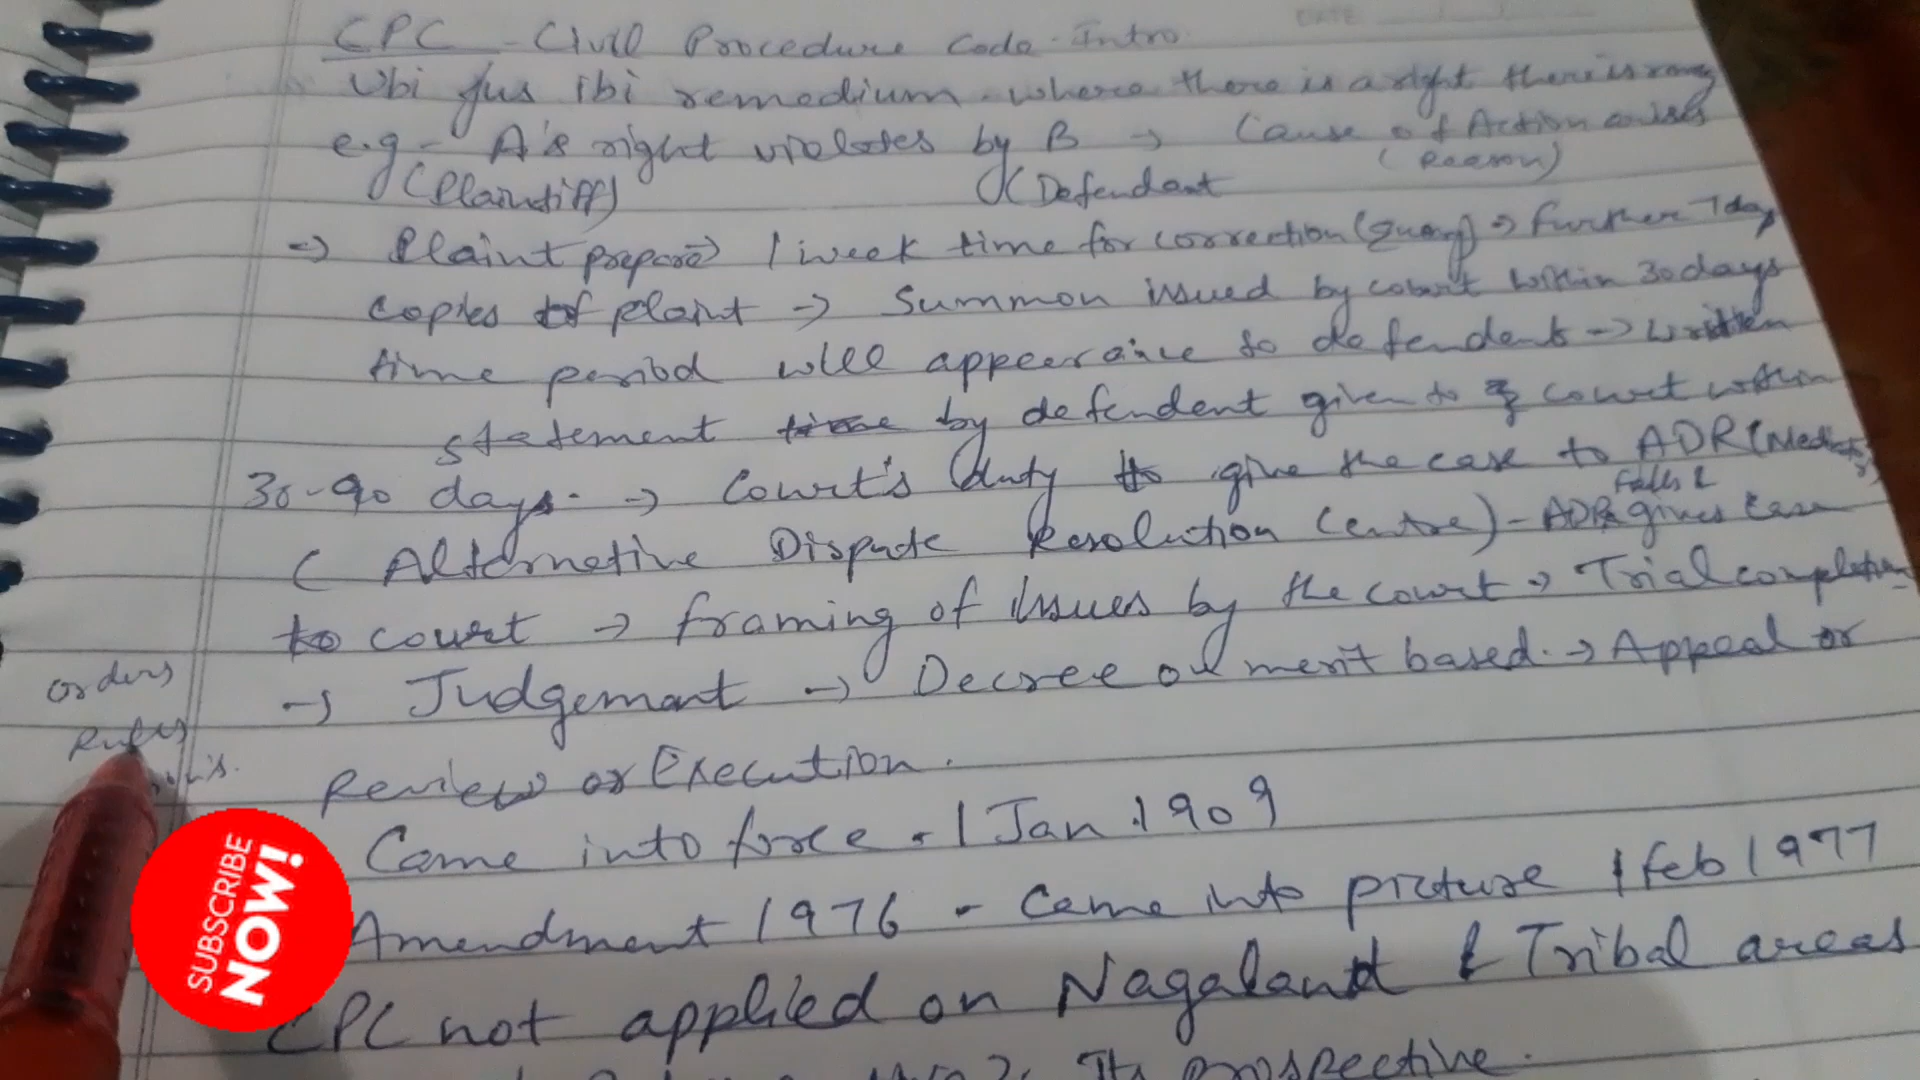 CPC - Civil Procedure Code - Intro
DATE
Ubi jus ibi remedium - where there is a right there is
e.g - A's right violates by B → Cause of Action
(Reason)
(Plaintiff) (Defendant
→ Plaint prepare → 1 week time for correction → Further 7 day
copies of plaint → Summon issued by court within 30 days
time period will to defendent → written
statement time by defendent given to court within
30-90 days. → Court's duty to give the case to ADR (
Fails &
( Alternative Dispute Resolution Centre) - ADR gives case
to court → framing of issues by the court → Trial
→ Judgement → Decree on merit based. → Appeal or
orders
Rules
Review or Execution.
Came into force - 1 Jan 1909
Amendment 1976 - Came into picture 1 feb 1977
CPC not applied on Nagaland & Tribal areas
Its prospective.
SUBSCRIBE
NOW!